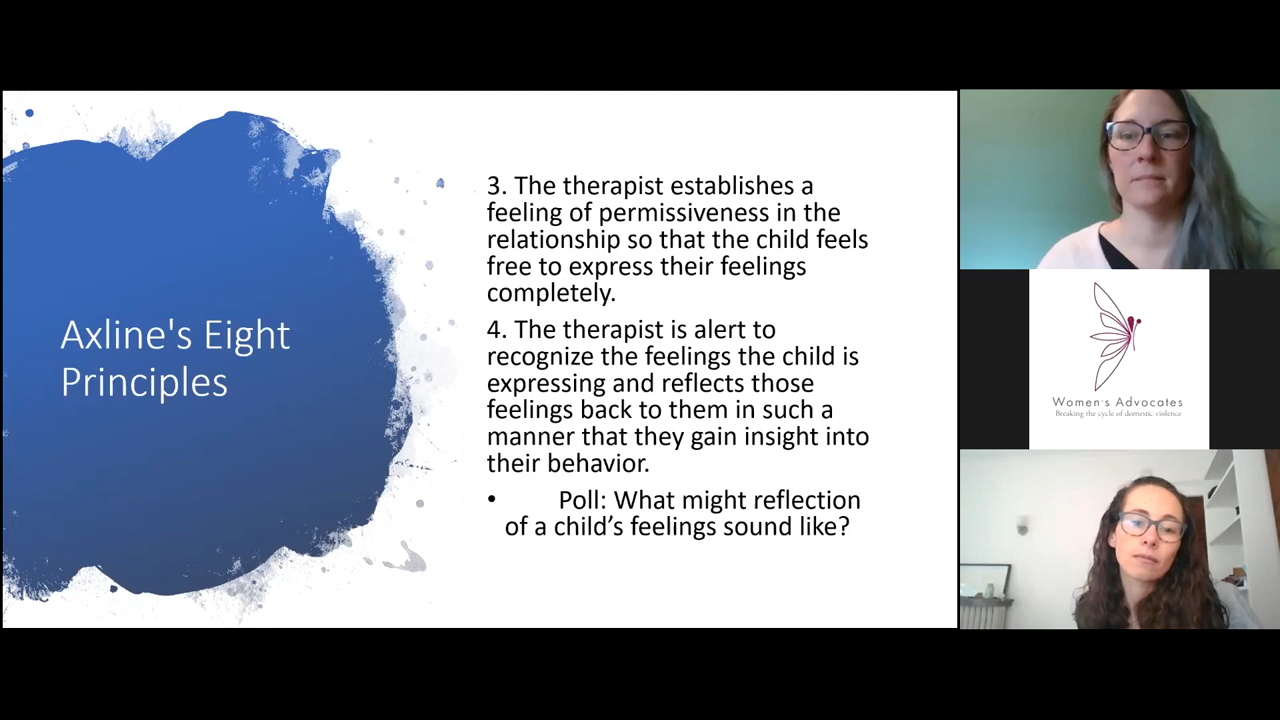 Axline's Eight
Principles
3. The therapist establishes a
feeling of permissiveness in the
relationship so that the child feels
free to express their feelings
completely.
4. The therapist is alert to
recognize the feelings the child is
expressing and reflects those
feelings back to them in such a
manner that they gain insight into
their behavior.
• Poll: What might reflection
of a child’s feelings sound like?
Women's Advocates
Breaking the cycle of domestic violence